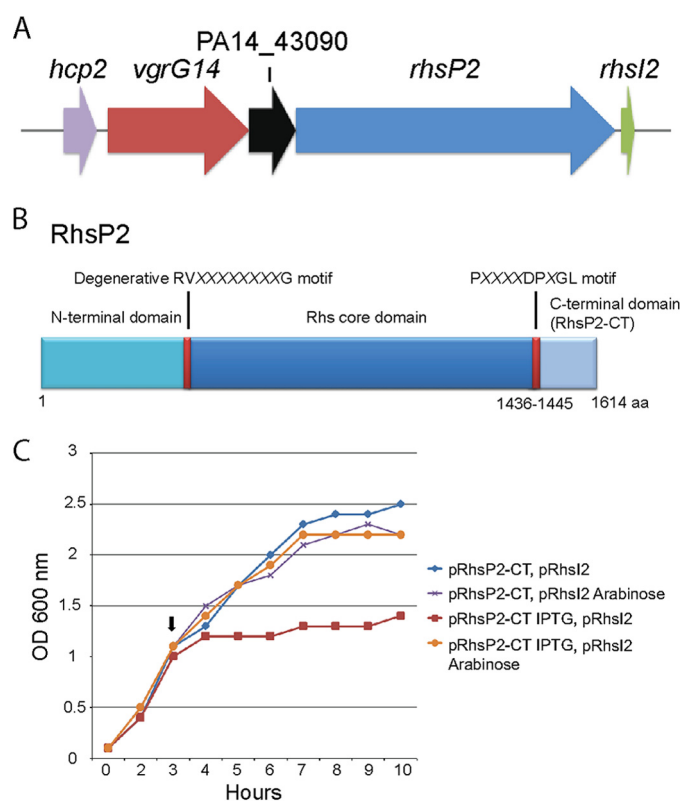 A
PA14_43090
hcp2 vgrG14 rhsP2 rhsI2
B
RhsP2
Degenerative RVXXXXXXXXG motif PXXXXDPXGL motif
N-terminal domain Rhs core domain C-terminal domain
(RhsP2-CT)
1 1436-1445 1614 aa
C
3
2.5
2
1.5
1
0.5
0
OD 600 nm
0 2 3 4 5 6 7 8 9 10
Hours
pRhsP2-CT, pRhsI2
pRhsP2-CT, pRhsI2 Arabinose
pRhsP2-CT IPTG, pRhsI2
pRhsP2-CT IPTG, pRhsI2
Arabinose